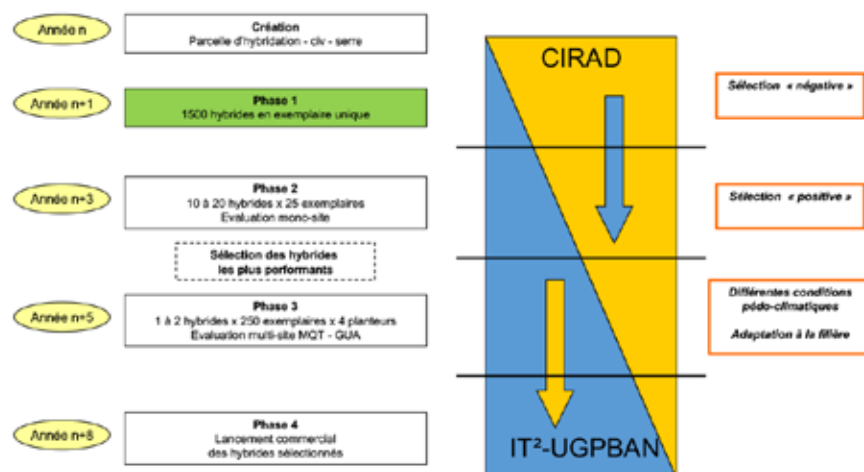 Année n
Création
Parcelle d'hybridation - civ - serre
CIRAD
Sélection « négative »
Année n+1
Phase 1
1500 hybrides en exemplaire unique
Année n+3
Phase 2
10 à 20 hybrides x 25 exemplaires
Evaluation mono-site
Sélection « positive »
Sélection des hybrides
les plus performants
Année n+5
Phase 3
1 à 2 hybrides x 250 exemplaires x 4 planteurs
Evaluation multi-site MQT - GUA
Différentes conditions
pédo-climatiques
Adaptation à la filière
Année n+8
Phase 4
Lancement commercial
des hybrides sélectionnés
IT²-UGPBAN